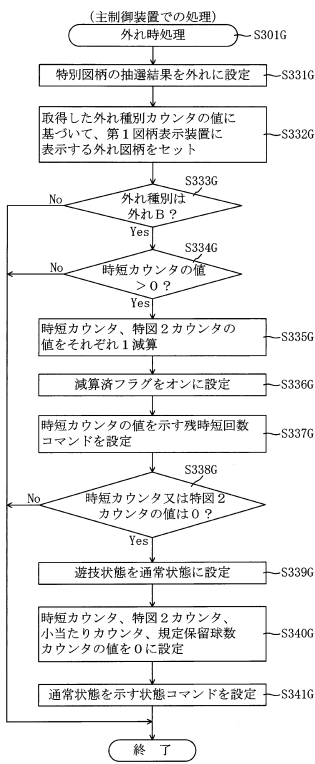 (主制御装置での処理)
外れ時処理
S301G
特別図柄の抽選結果を外れに設定
S331G
取得した外れ種別カウンタの値に
基づいて、第1図柄表示装置に
表示する外れ図柄をセット
S332G
S333G
外れ種別は
外れB?
No
Yes
S334G
時短カウンタの値
>0?
No
Yes
時短カウンタ、特図2カウンタの
値をそれぞれ1減算
S335G
減算済フラグをオンに設定
S336G
時短カウンタの値を示す残時短回数
コマンドを設定
S337G
S338G
時短カウンタ又は特図2
カウンタの値は0?
No
Yes
遊技状態を通常状態に設定
S339G
時短カウンタ、特図2カウンタ、
小当たりカウンタ、規定保留球数
カウンタの値を0に設定
S340G
通常状態を示す状態コマンドを設定
S341G
終了